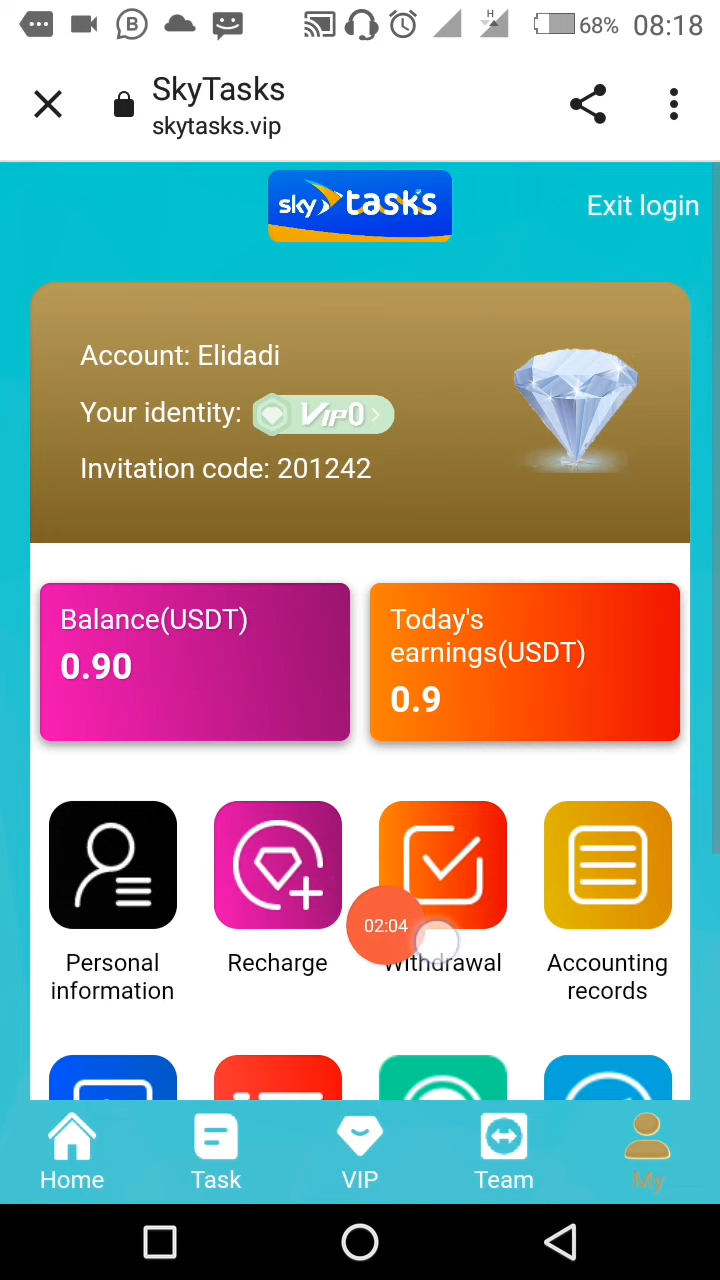 68% 08:18
H
B
SkyTasks
skytasks.vip
sky tasks
Exit login
Account: Elidadi
Your identity: VIP0
Invitation code: 201242
Balance(USDT)
0.90
Today's
earnings(USDT)
0.9
02:04
Personal
information
Recharge
Withdrawal
Accounting
records
Home
Task
VIP
Team
My